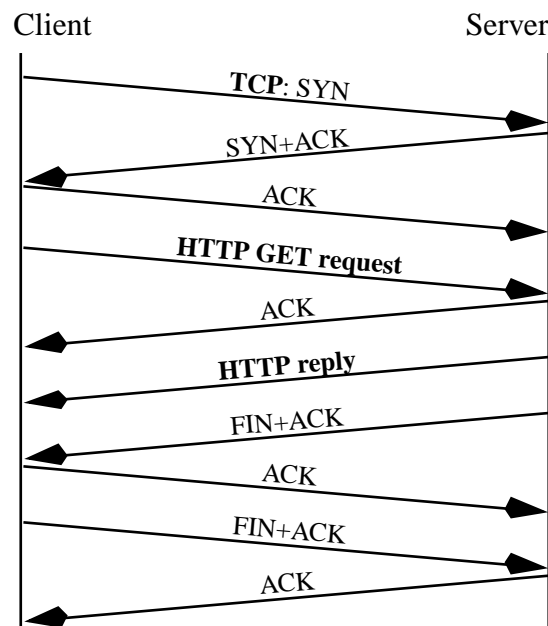 Client Server
TCP: SYN
SYN+ACK
ACK
HTTP GET request
ACK
HTTP reply
FIN+ACK
ACK
FIN+ACK
ACK